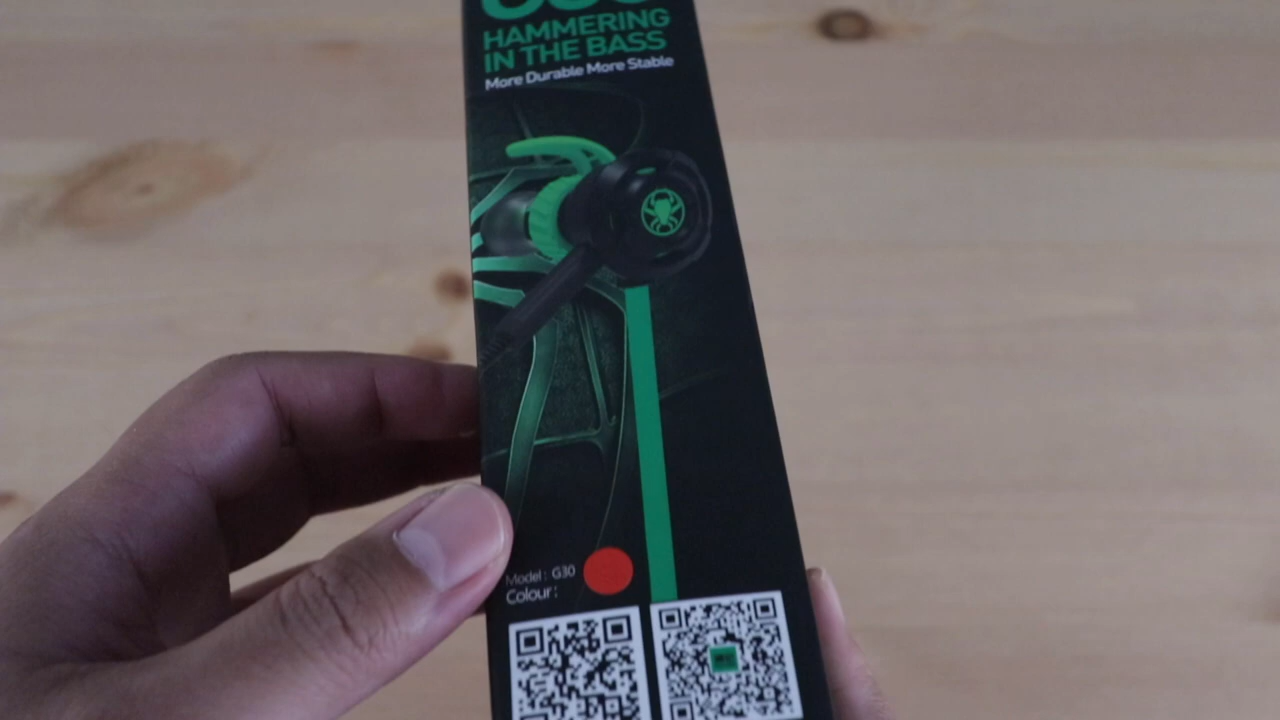 HAMMERING
IN THE BASS
More Durable More Stable
Model : G30
Colour :